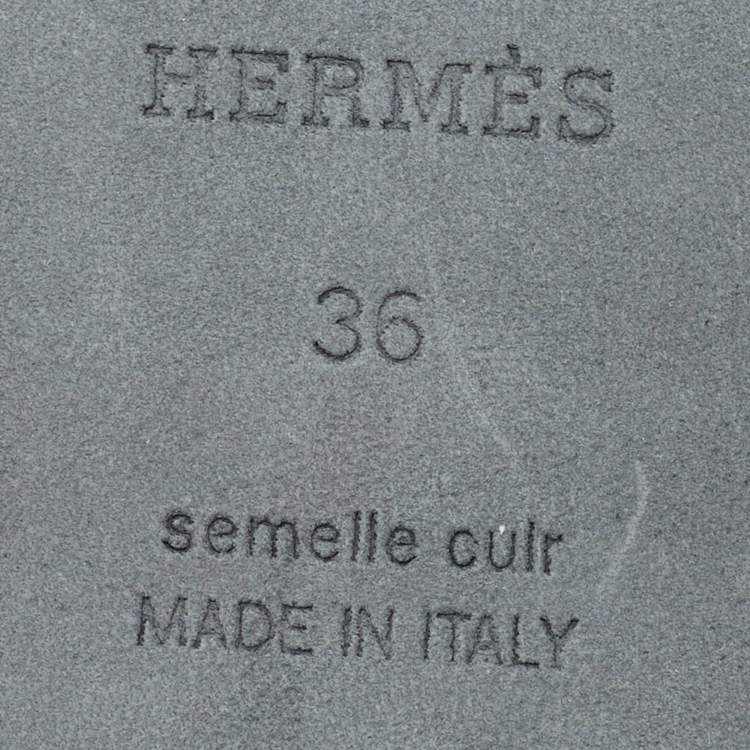 HERMÈS
36
semelle cuir
MADE IN ITALY